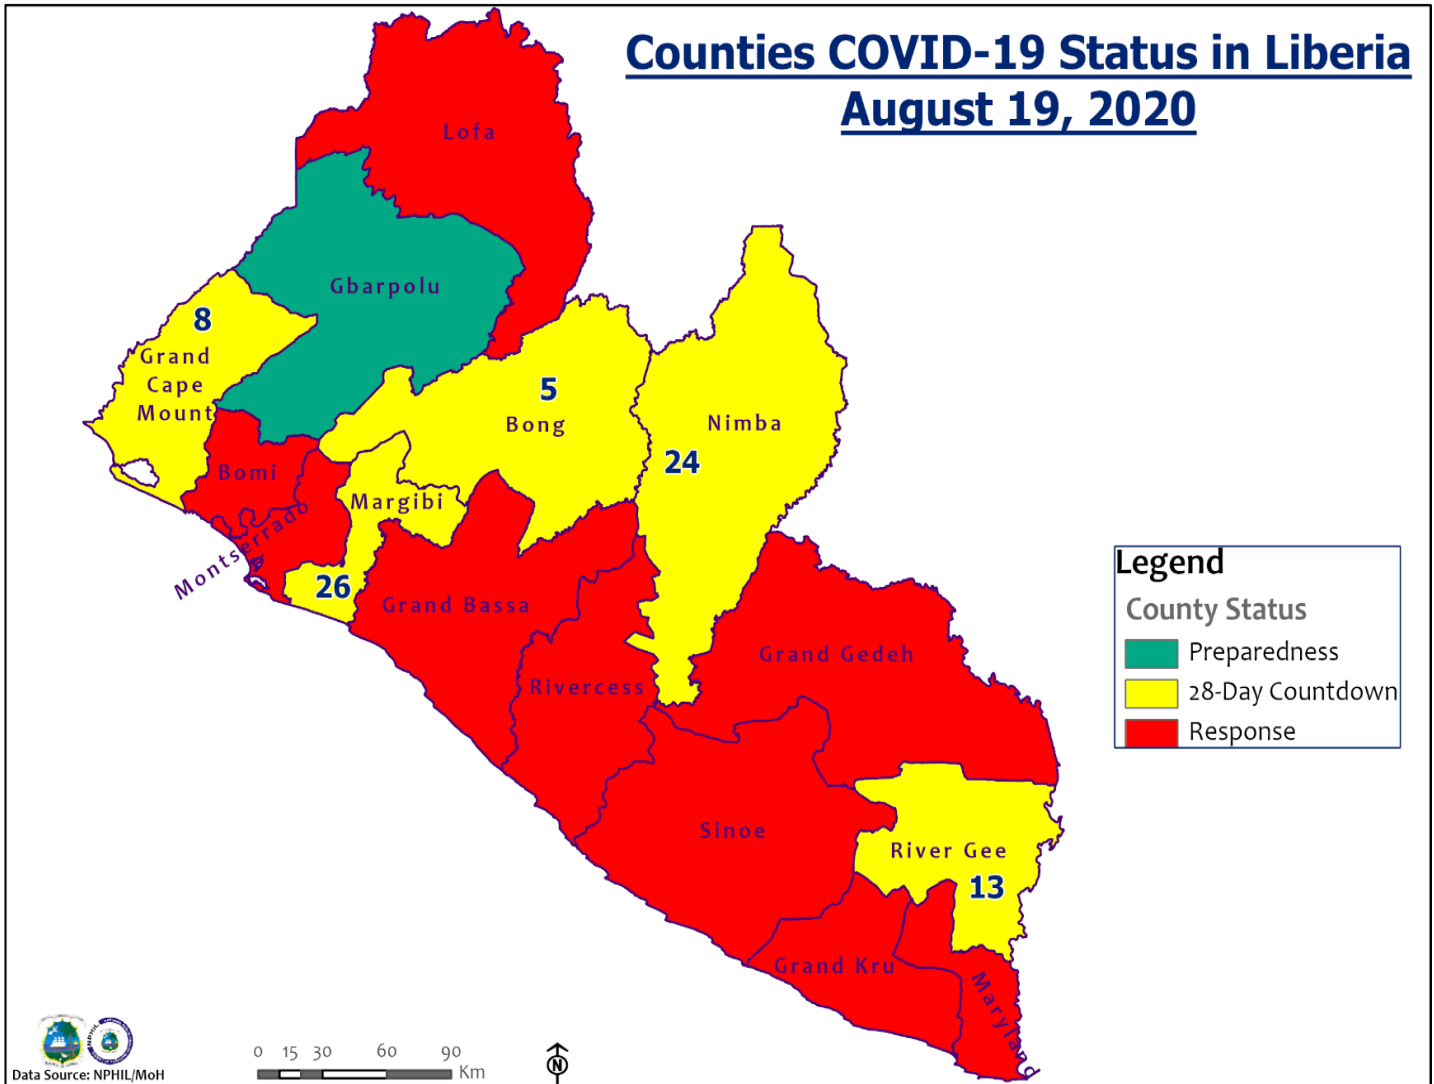 Counties COVID-19 Status in Liberia
August 19, 2020
Lofa
Gbarpolu
8
Grand
Cape
Mount
5
Bong
Nimba
24
Bomi
Margibi
Montserrado
26
Grand Bassa
Rivercess
Grand Gedeh
Sinoe
River Gee
13
Grand Kru
Maryland
Legend
County Status
Preparedness
28-Day Countdown
Response
NPHIL
Data Source: NPHIL/MoH
0 15 30 60 90
Km
N